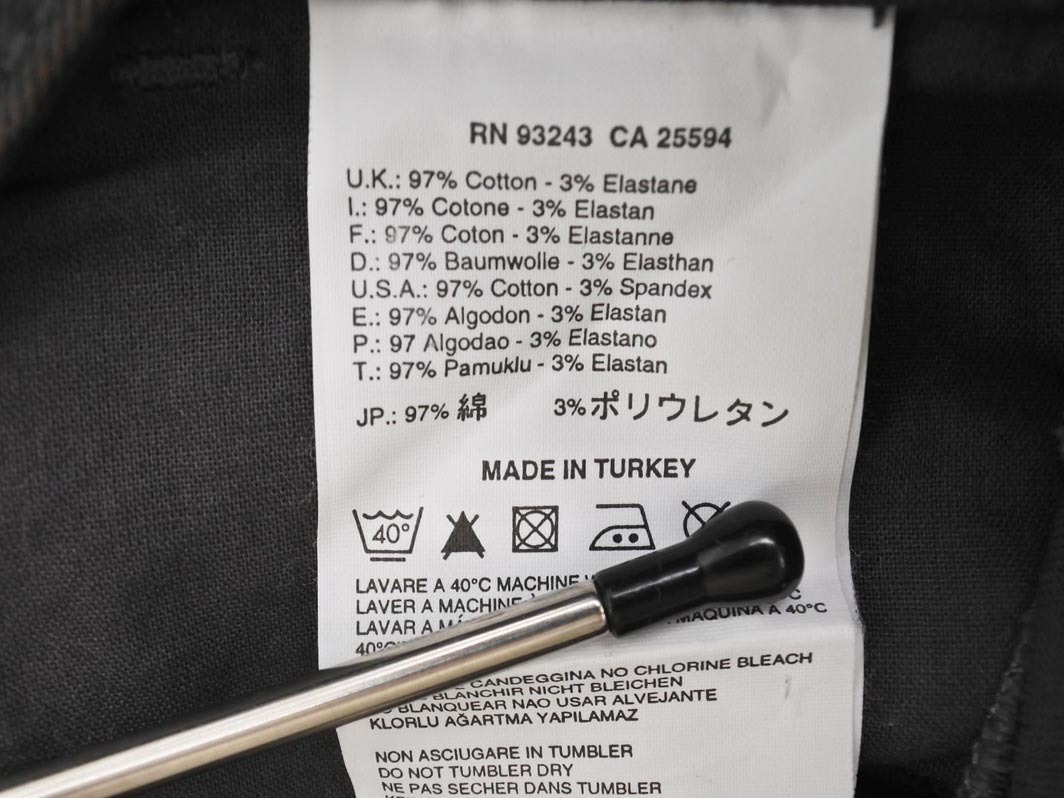 RN 93243 CA 25594
U.K.: 97% Cotton - 3% Elastane
I.: 97% Cotone - 3% Elastan
F.: 97% Coton - 3% Elastanne
D.: 97% Baumwolle - 3% Elasthan
U.S.A.: 97% Cotton - 3% Spandex
E.: 97% Algodon - 3% Elastan
P.: 97 Algodao - 3% Elastano
T.: 97% Pamuklu - 3% Elastan
JP.: 97% 綿 3%ポリウレタン
MADE IN TURKEY
40°
LAVARE A 40°C MACHINE
LAVER A MACHINE
LAVAR A MAQUINA A 40°C
CANDEGGINA NO CHLORINE BLEACH
BLANCHIR NICHT BLEICHEN
BLANQUEAR NAO USAR ALVEJANTE
KLORLU AĞARTMA YAPILAMAZ
NON ASCIUGARE IN TUMBLER
DO NOT TUMBLER DRY
NE PAS SECHER DANS TUMBLER